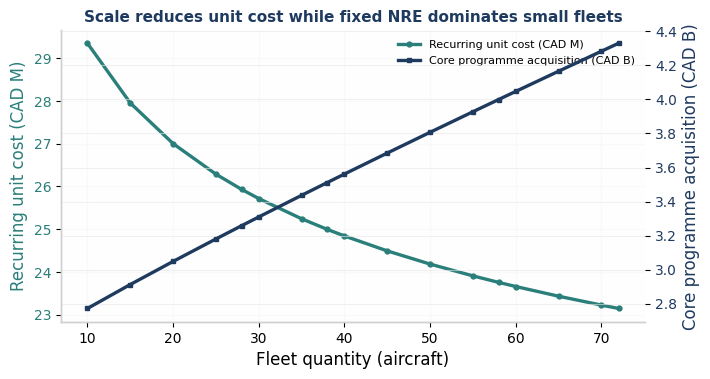 Scale reduces unit cost while fixed NRE dominates small fleets
Recurring unit cost (CAD M)
Core programme acquisition (CAD B)
Recurring unit cost (CAD M)
29
28
27
26
25
24
23
4.4
4.2
4.0
3.8
3.6
3.4
3.2
3.0
2.8
Core programme acquisition (CAD B)
10 20 30 40 50 60 70
Fleet quantity (aircraft)